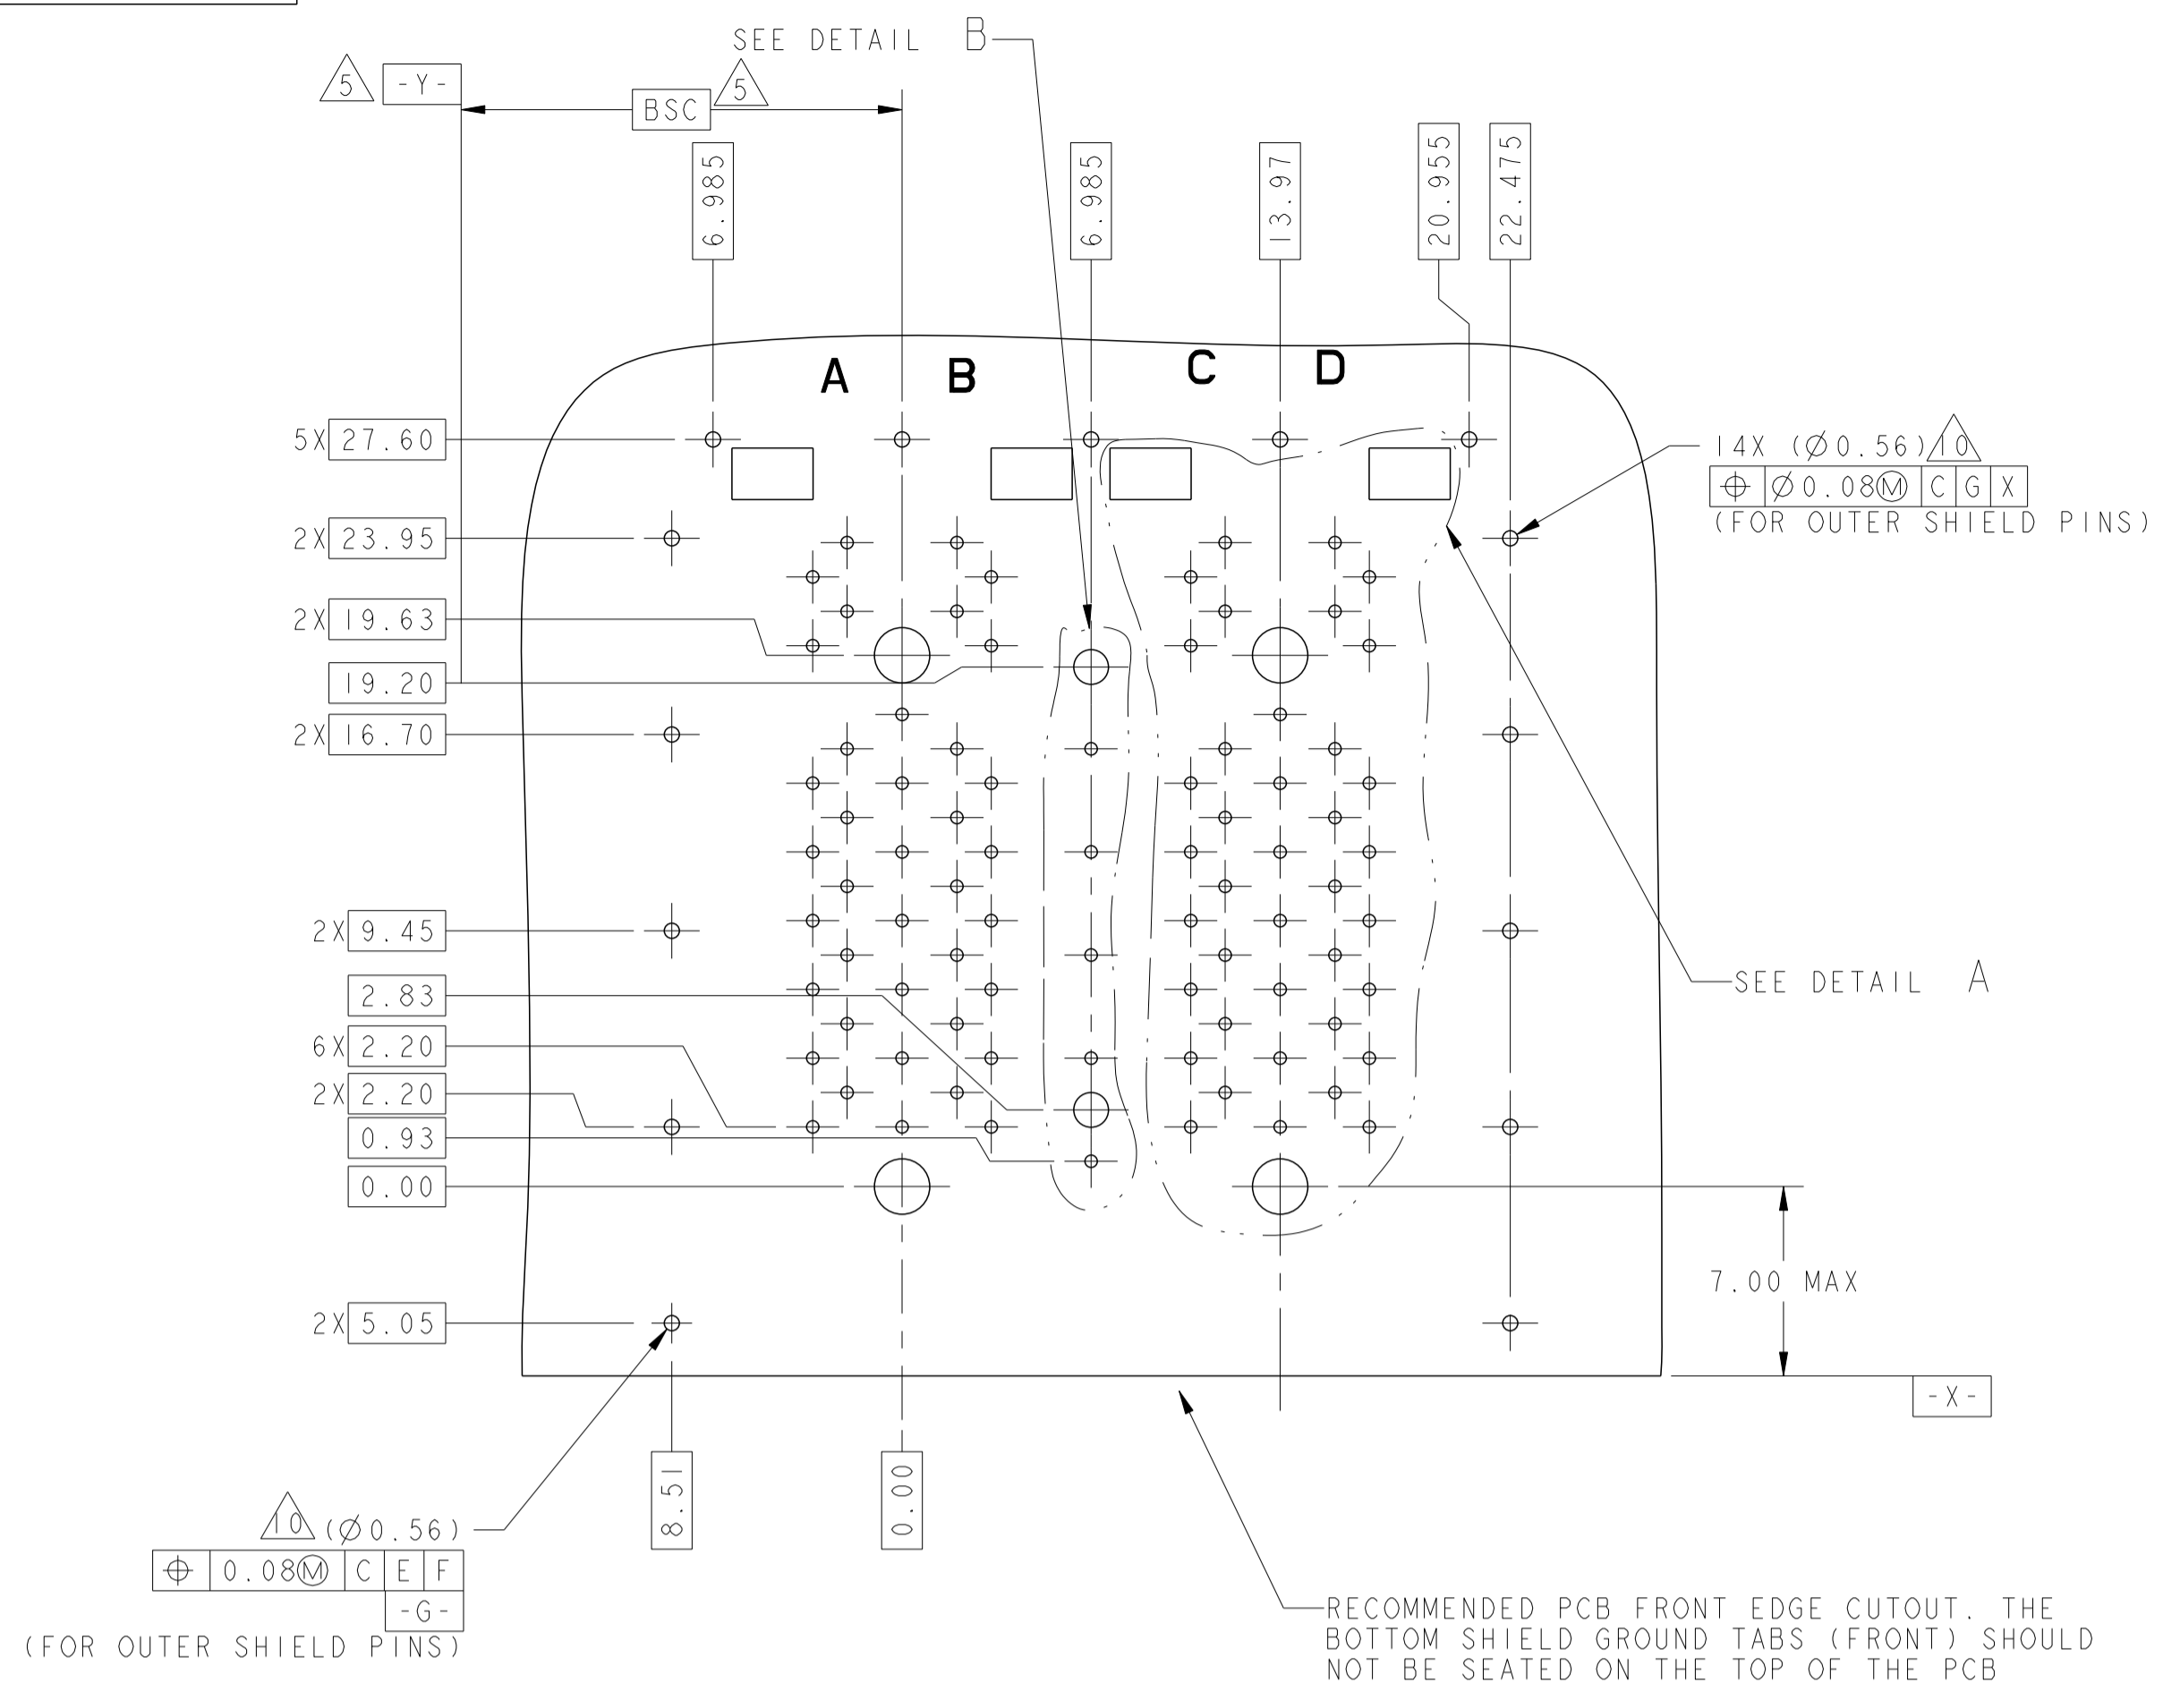 SEE DETAIL B
5
-Y-
BSC
5
6.985
6.985
13.97
20.955
22.475
A
B
C
D
5X 27.60
14X (Ø0.56) 10
⌖ Ø0.08Ⓜ C G X
(FOR OUTER SHIELD PINS)
2X 23.95
2X 19.63
19.20
2X 16.70
2X 9.45
SEE DETAIL A
2.83
6X 2.20
2X 2.20
0.93
0.00
7.00 MAX
2X 5.05
-X-
8.51
0.00
10 (Ø0.56)
⌖ 0.08Ⓜ C E F
-G-
(FOR OUTER SHIELD PINS)
RECOMMENDED PCB FRONT EDGE CUTOUT. THE
BOTTOM SHIELD GROUND TABS (FRONT) SHOULD
NOT BE SEATED ON THE TOP OF THE PCB